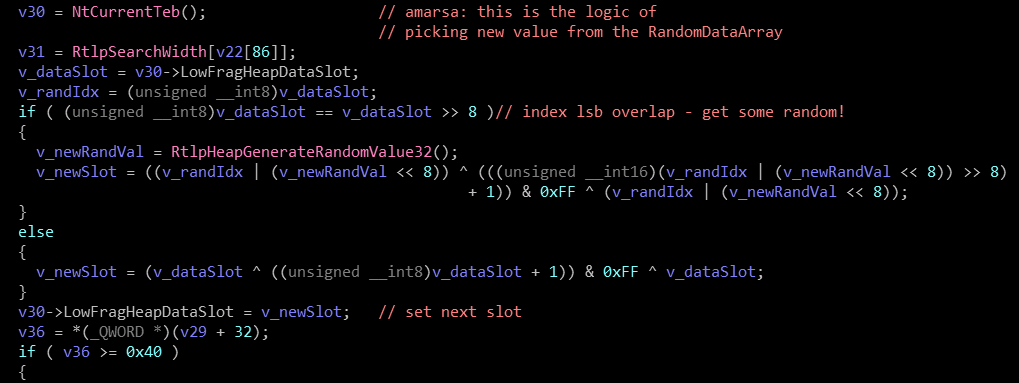 v30 = NtCurrentTeb(); // amarsa: this is the logic of
// picking new value from the RandomDataArray
v31 = RtlpSearchWidth[v22[86]];
v_dataSlot = v30->LowFragHeapDataSlot;
v_randIdx = (unsigned __int8)v_dataSlot;
if ( (unsigned __int8)v_dataSlot == v_dataSlot >> 8 )// index lsb overlap - get some random!
{
v_newRandVal = RtlpHeapGenerateRandomValue32();
v_newSlot = ((v_randIdx | (v_newRandVal << 8)) ^ (((unsigned __int16)(v_randIdx | (v_newRandVal << 8)) >> 8)
+ 1)) & 0xFF ^ (v_randIdx | (v_newRandVal << 8));
}
else
{
v_newSlot = (v_dataSlot ^ ((unsigned __int8)v_dataSlot + 1)) & 0xFF ^ v_dataSlot;
}
v30->LowFragHeapDataSlot = v_newSlot; // set next slot
v36 = *(_QWORD *)(v29 + 32);
if ( v36 >= 0x40 )
{